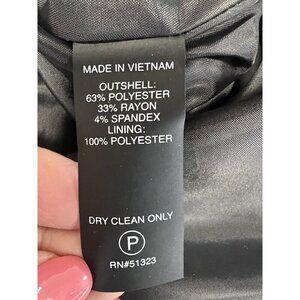 MADE IN VIETNAM
OUTSHELL:
63% POLYESTER
33% RAYON
4% SPANDEX
LINING:
100% POLYESTER
DRY CLEAN ONLY
P
RN#51323